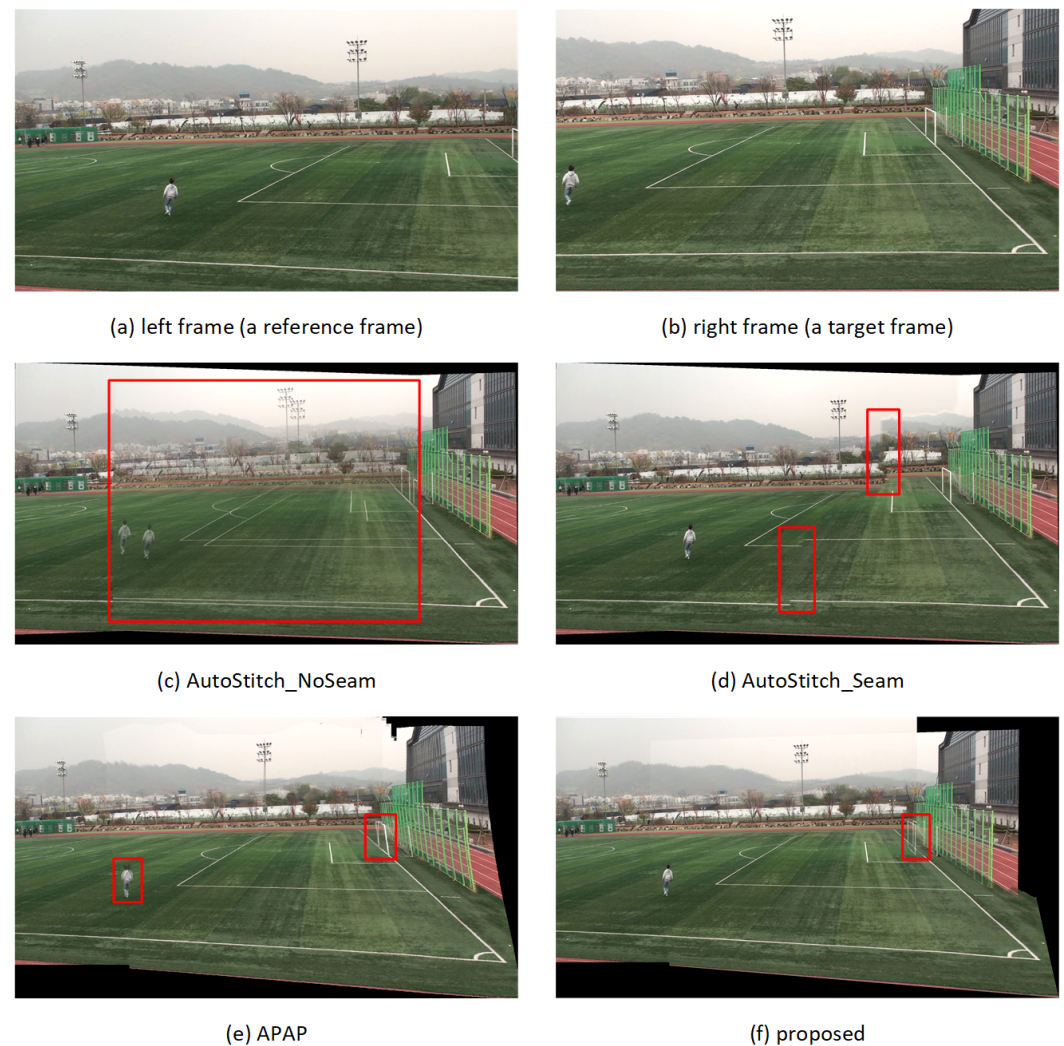 (a) left frame (a reference frame)
(b) right frame (a target frame)
(c) AutoStitch_NoSeam
(d) AutoStitch_Seam
(e) APAP
(f) proposed